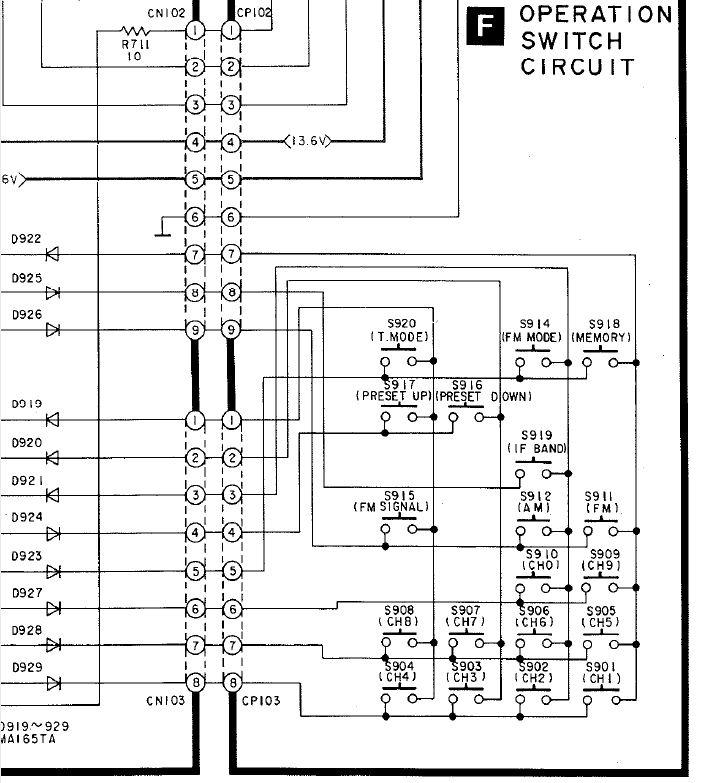 CN102 CP102
F OPERATION
SWITCH
CIRCUIT
R711
10
1 1
2 2
3 3
4 4 13.6V
6V 5 5
6 6
D922 7 7
D925 8 8
D926 9 9
S920
(T.MODE)
S914
(FM MODE)
S918
(MEMORY)
S917
(PRESET UP)
S916
(PRESET DOWN)
D919 1 1
D920 2 2
S919
(IF BAND)
D921 3 3
S915
(FM SIGNAL)
S912
(AM)
S911
(FM)
D924 4 4
D923 5 5
S910
(CH0)
S909
(CH9)
D927 6 6
S908
(CH8)
S907
(CH7)
S906
(CH6)
S905
(CH5)
D928 7 7
S904
(CH4)
S903
(CH3)
S902
(CH2)
S901
(CH1)
D929 8 8
CN103 CP103
D919~929
MA165TA